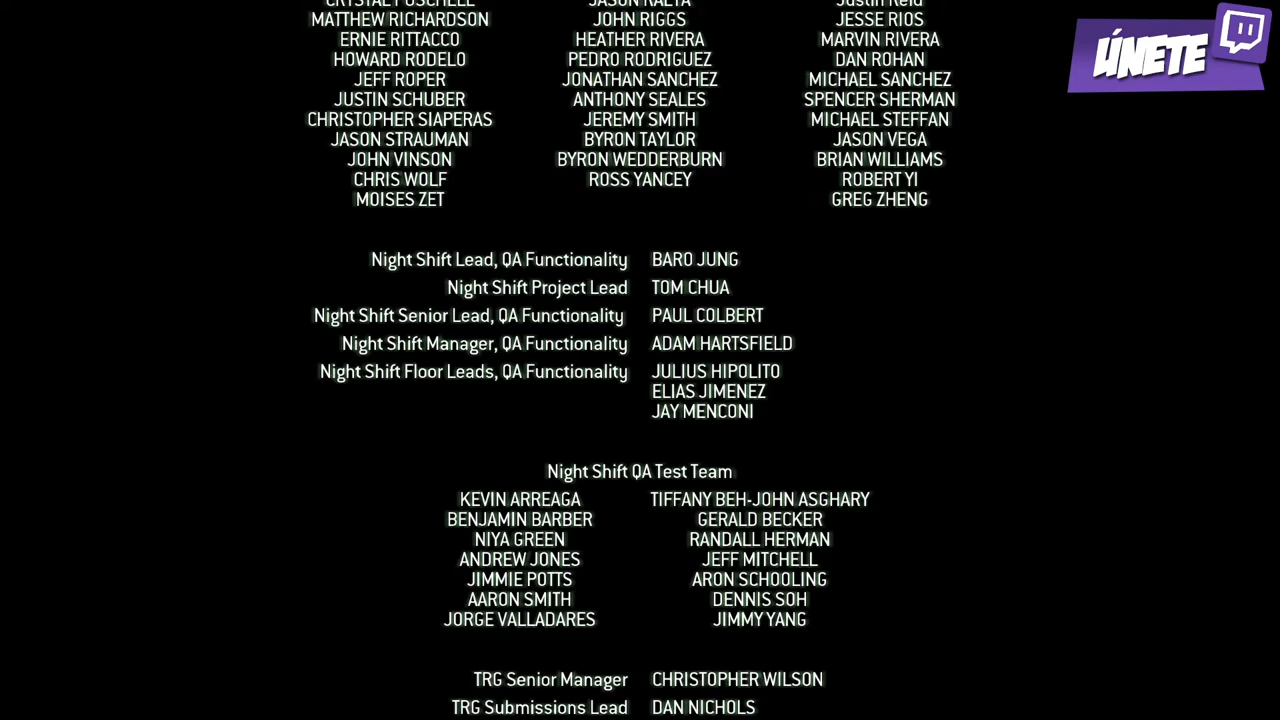 MATTHEW RICHARDSON JOHN RIGGS JESSE RIOS
ERNIE RITTACCO HEATHER RIVERA MARVIN RIVERA
HOWARD RODELO PEDRO RODRIGUEZ DAN ROHAN
JEFF ROPER JONATHAN SANCHEZ MICHAEL SANCHEZ
JUSTIN SCHUBER ANTHONY SEALES SPENCER SHERMAN
CHRISTOPHER SIAPERAS JEREMY SMITH MICHAEL STEFFAN
JASON STRAUMAN BYRON TAYLOR JASON VEGA
JOHN VINSON BYRON WEDDERBURN BRIAN WILLIAMS
CHRIS WOLF ROSS YANCEY ROBERT YI
MOISES ZET GREG ZHENG
ÚNETE
Night Shift Lead, QA Functionality BARO JUNG
Night Shift Project Lead TOM CHUA
Night Shift Senior Lead, QA Functionality PAUL COLBERT
Night Shift Manager, QA Functionality ADAM HARTSFIELD
Night Shift Floor Leads, QA Functionality JULIUS HIPOLITO
ELIAS JIMENEZ
JAY MENCONI
Night Shift QA Test Team
KEVIN ARREAGA TIFFANY BEH-JOHN ASGHARY
BENJAMIN BARBER GERALD BECKER
NIYA GREEN RANDALL HERMAN
ANDREW JONES JEFF MITCHELL
JIMMIE POTTS ARON SCHOOLING
AARON SMITH DENNIS SOH
JORGE VALLADARES JIMMY YANG
TRG Senior Manager CHRISTOPHER WILSON
TRG Submissions Lead DAN NICHOLS